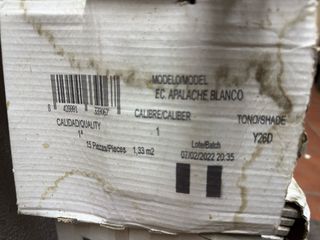 MODELO/MODEL
EC. APALACHE BLANCO
CALIDAD/QUALITY
1ª
CALIBRE/CALIBER
1
TONO/SHADE
Y26D
15 Piezas/Pieces 1,33 m2
Lote/Batch
07/02/2022 20:35